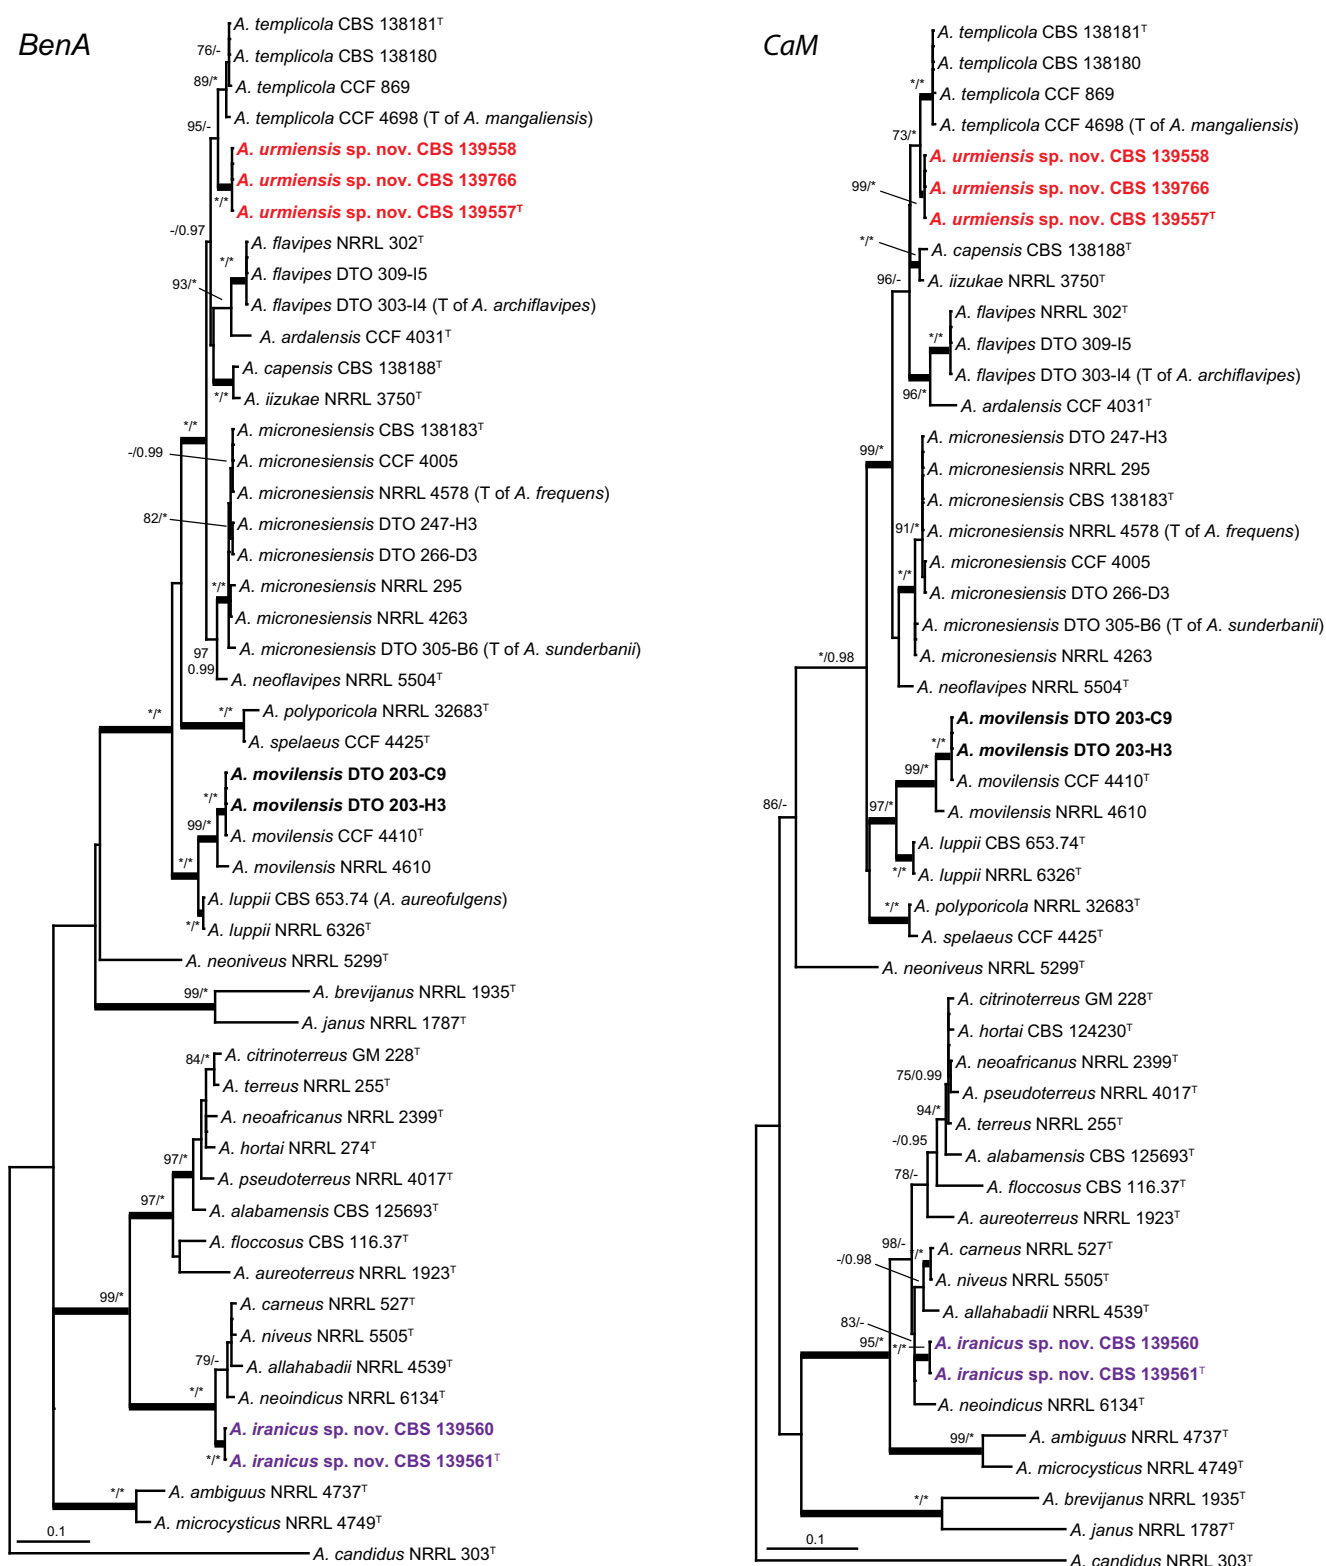 BenA
A. templicola CBS 138181ᵀ
76/-
A. templicola CBS 138180
89/*
A. templicola CCF 869
A. templicola CCF 4698 (T of A. mangaliensis)
95/-
A. urmiensis sp. nov. CBS 139558
A. urmiensis sp. nov. CBS 139766
*/*
A. urmiensis sp. nov. CBS 139557ᵀ
-/0.97
A. flavipes NRRL 302ᵀ
*/*
A. flavipes DTO 309-I5
93/*
A. flavipes DTO 303-I4 (T of A. archiflavipes)
A. ardalensis CCF 4031ᵀ
A. capensis CBS 138188ᵀ
*/*
A. iizukae NRRL 3750ᵀ
*/*
A. micronesiensis CBS 138183ᵀ
-/0.99
A. micronesiensis CCF 4005
A. micronesiensis NRRL 4578 (T of A. frequens)
82/*
A. micronesiensis DTO 247-H3
A. micronesiensis DTO 266-D3
*/*
A. micronesiensis NRRL 295
A. micronesiensis NRRL 4263
A. micronesiensis DTO 305-B6 (T of A. sunderbanii)
97
0.99
A. neoflavipes NRRL 5504ᵀ
*/*
*/*
A. polyporicola NRRL 32683ᵀ
A. spelaeus CCF 4425ᵀ
A. movilensis DTO 203-C9
*/*
A. movilensis DTO 203-H3
99/*
A. movilensis CCF 4410ᵀ
*/*
A. movilensis NRRL 4610
A. luppii CBS 653.74 (A. aureofulgens)
*/*
A. luppii NRRL 6326ᵀ
A. neoniveus NRRL 5299ᵀ
99/*
A. brevijanus NRRL 1935ᵀ
A. janus NRRL 1787ᵀ
84/*
A. citrinoterreus GM 228ᵀ
A. terreus NRRL 255ᵀ
A. neoafricanus NRRL 2399ᵀ
A. hortai NRRL 274ᵀ
97/*
A. pseudoterreus NRRL 4017ᵀ
97/*
A. alabamensis CBS 125693ᵀ
A. floccosus CBS 116.37ᵀ
A. aureoterreus NRRL 1923ᵀ
99/*
A. carneus NRRL 527ᵀ
A. niveus NRRL 5505ᵀ
79/-
A. allahabadii NRRL 4539ᵀ
*/*
A. neoindicus NRRL 6134ᵀ
A. iranicus sp. nov. CBS 139560
*/*
A. iranicus sp. nov. CBS 139561ᵀ
*/*
A. ambiguus NRRL 4737ᵀ
A. microcysticus NRRL 4749ᵀ
0.1
A. candidus NRRL 303ᵀ
CaM
A. templicola CBS 138181ᵀ
A. templicola CBS 138180
*/*
A. templicola CCF 869
A. templicola CCF 4698 (T of A. mangaliensis)
73/*
A. urmiensis sp. nov. CBS 139558
99/*
A. urmiensis sp. nov. CBS 139766
A. urmiensis sp. nov. CBS 139557ᵀ
*/*
A. capensis CBS 138188ᵀ
96/-
A. iizukae NRRL 3750ᵀ
A. flavipes NRRL 302ᵀ
*/*
A. flavipes DTO 309-I5
A. flavipes DTO 303-I4 (T of A. archiflavipes)
96/*
A. ardalensis CCF 4031ᵀ
A. micronesiensis DTO 247-H3
99/*
A. micronesiensis NRRL 295
A. micronesiensis CBS 138183ᵀ
91/*
A. micronesiensis NRRL 4578 (T of A. frequens)
A. micronesiensis CCF 4005
*/*
A. micronesiensis DTO 266-D3
A. micronesiensis DTO 305-B6 (T of A. sunderbanii)
*/0.98
A. micronesiensis NRRL 4263
A. neoflavipes NRRL 5504ᵀ
A. movilensis DTO 203-C9
*/*
A. movilensis DTO 203-H3
99/*
A. movilensis CCF 4410ᵀ
86/-
97/*
A. movilensis NRRL 4610
A. luppii CBS 653.74ᵀ
*/*
A. luppii NRRL 6326ᵀ
*/*
A. polyporicola NRRL 32683ᵀ
A. spelaeus CCF 4425ᵀ
A. neoniveus NRRL 5299ᵀ
A. citrinoterreus GM 228ᵀ
A. hortai CBS 124230ᵀ
A. neoafricanus NRRL 2399ᵀ
75/0.99
A. pseudoterreus NRRL 4017ᵀ
94/*
A. terreus NRRL 255ᵀ
-/0.95
A. alabamensis CBS 125693ᵀ
78/-
A. floccosus CBS 116.37ᵀ
A. aureoterreus NRRL 1923ᵀ
98/-
*/*
A. carneus NRRL 527ᵀ
-/0.98
A. niveus NRRL 5505ᵀ
A. allahabadii NRRL 4539ᵀ
83/-
95/*
*/*
A. iranicus sp. nov. CBS 139560
A. iranicus sp. nov. CBS 139561ᵀ
A. neoindicus NRRL 6134ᵀ
99/*
A. ambiguus NRRL 4737ᵀ
A. microcysticus NRRL 4749ᵀ
*/*
A. brevijanus NRRL 1935ᵀ
A. janus NRRL 1787ᵀ
0.1
A. candidus NRRL 303ᵀ